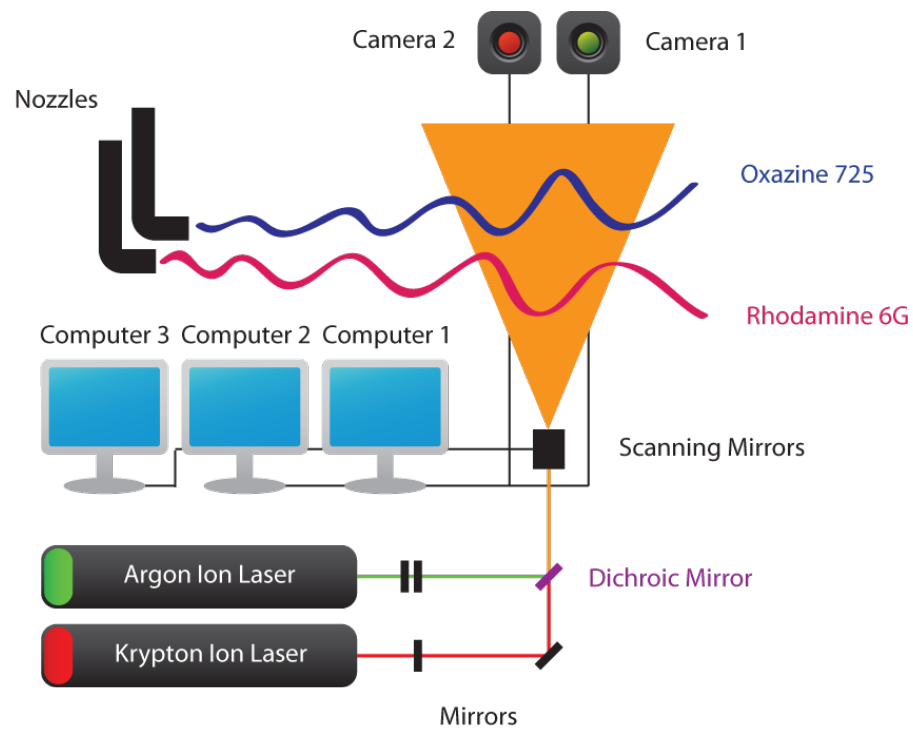 Camera 2
Camera 1
Nozzles
Oxazine 725
Rhodamine 6G
Computer 3
Computer 2
Computer 1
Scanning Mirrors
Argon Ion Laser
Dichroic Mirror
Krypton Ion Laser
Mirrors